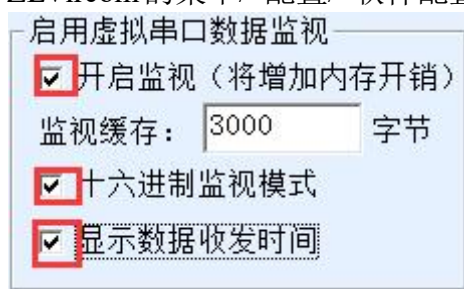 启用虚拟串口数据监视
开启监视（将增加内存开销）
监视缓存： 3000 字节
十六进制监视模式
显示数据收发时间